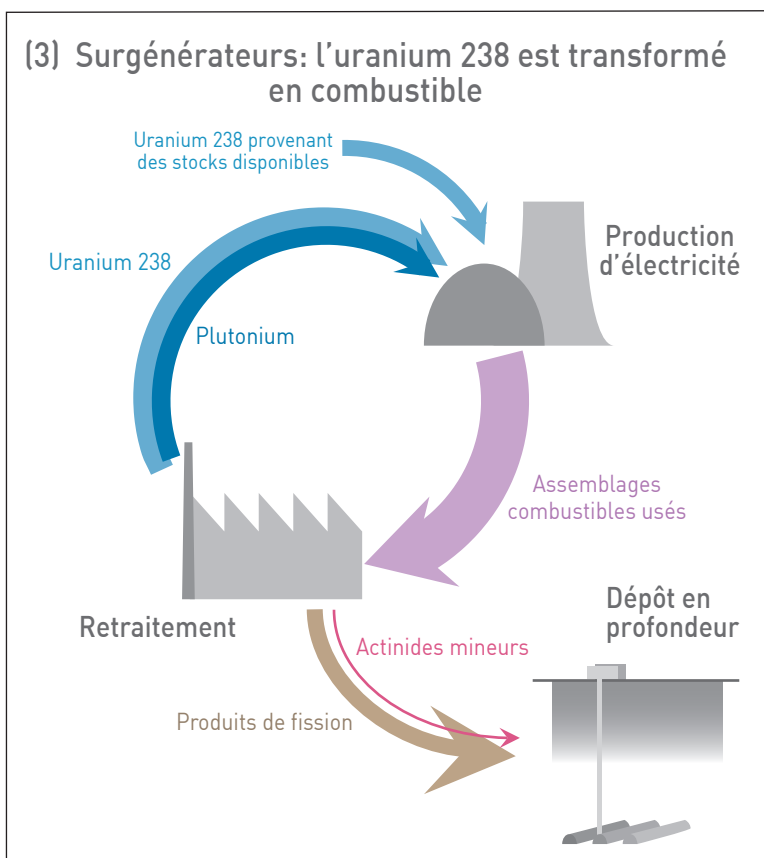 (3) Surgénérateurs: l'uranium 238 est transformé
en combustible
Uranium 238 provenant
des stocks disponibles
Production
d'électricité
Uranium 238
Plutonium
Assemblages
combustibles usés
Retraitement
Dépôt en
profondeur
Actinides mineurs
Produits de fission